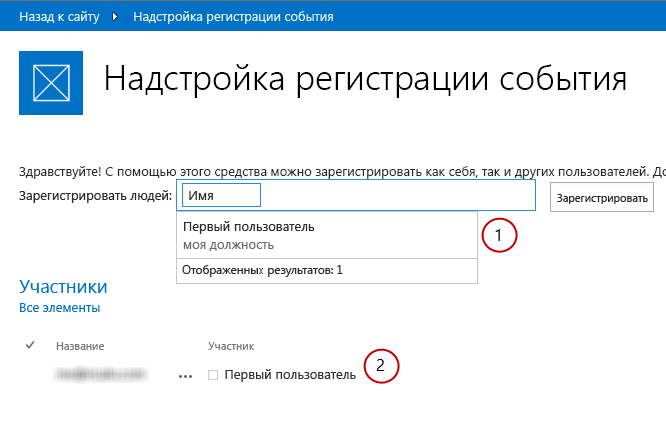 Назад к сайту Надстройка регистрации события
Надстройка регистрации события
Здравствуйте! С помощью этого средства можно зарегистрировать как себя, так и других пользователей. До
Зарегистрировать людей: Имя Зарегистрировать
Первый пользователь
моя должность
1
Отображенных результатов: 1
Участники
Все элементы
Название Участник
Первый пользователь 2